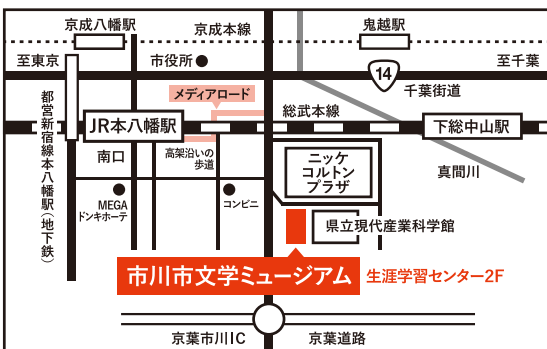 京成八幡駅
京成本線
鬼越駅
至東京
市役所
至千葉
14
千葉街道
メディアロード
都営新宿線本八幡駅（地下鉄）
JR本八幡駅
総武本線
下総中山駅
南口
高架沿いの
歩道
ニッケ
コルトン
プラザ
真間川
MEGA
ドンキホーテ
コンビニ
県立現代産業科学館
市川市文学ミュージアム
生涯学習センター2F
京葉市川IC
京葉道路